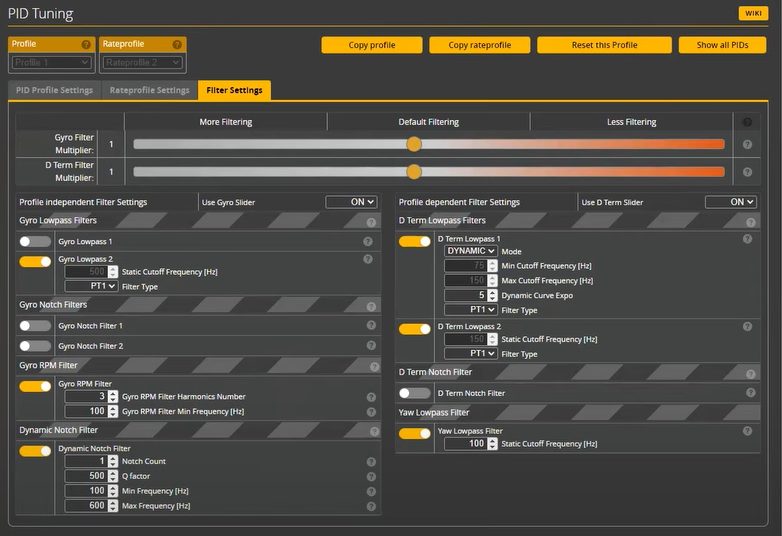 PID Tuning
WIKI
Profile
Rateprofile
Profile 1
Rateprofile 2
Copy profile
Copy rateprofile
Reset this Profile
Show all PIDs
PID Profile Settings
Rateprofile Settings
Filter Settings
More Filtering
Default Filtering
Less Filtering
Gyro Filter
Multiplier:
1
D Term Filter
Multiplier:
1
Profile independent Filter Settings
Use Gyro Slider
ON
Gyro Lowpass Filters
Gyro Lowpass 1
Gyro Lowpass 2
500 Static Cutoff Frequency [Hz]
PT1 Filter Type
Gyro Notch Filters
Gyro Notch Filter 1
Gyro Notch Filter 2
Gyro RPM Filter
Gyro RPM Filter
3 Gyro RPM Filter Harmonics Number
100 Gyro RPM Filter Min Frequency [Hz]
Dynamic Notch Filter
Dynamic Notch Filter
1 Notch Count
500 Q factor
100 Min Frequency [Hz]
600 Max Frequency [Hz]
Profile dependent Filter Settings
Use D Term Slider
ON
D Term Lowpass Filters
D Term Lowpass 1
DYNAMIC Mode
75 Min Cutoff Frequency [Hz]
150 Max Cutoff Frequency [Hz]
5 Dynamic Curve Expo
PT1 Filter Type
D Term Lowpass 2
150 Static Cutoff Frequency [Hz]
PT1 Filter Type
D Term Notch Filter
D Term Notch Filter
Yaw Lowpass Filter
Yaw Lowpass Filter
100 Static Cutoff Frequency [Hz]